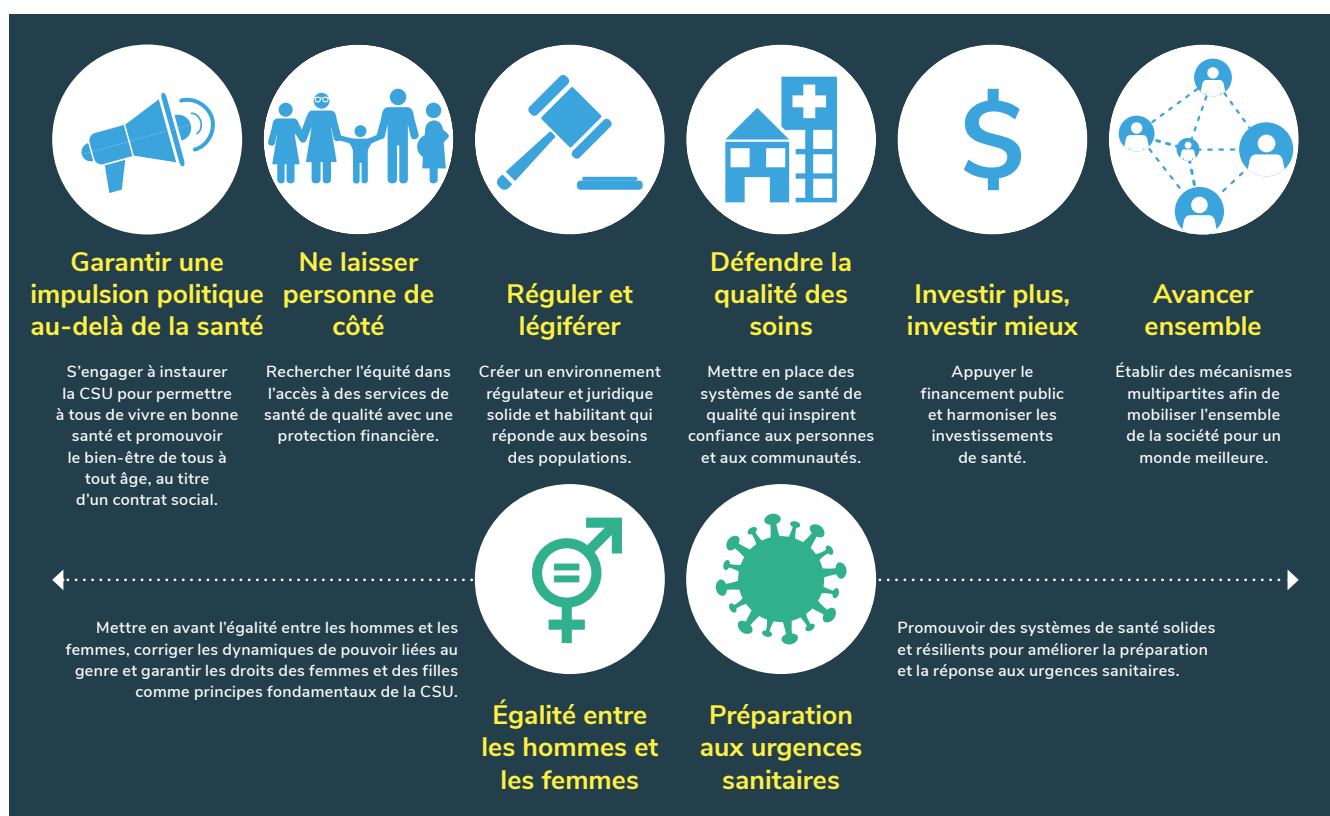 Garantir une
impulsion politique
au-delà de la santé
S’engager à instaurer
la CSU pour permettre
à tous de vivre en bonne
santé et promouvoir
le bien-être de tous à
tout âge, au titre
d’un contrat social.
Ne laisser
personne de
côté
Rechercher l’équité dans
l’accès à des services de
santé de qualité avec une
protection financière.
Réguler et
légiférer
Créer un environnement
régulateur et juridique
solide et habilitant qui
réponde aux besoins
des populations.
Défendre la
qualité des
soins
Mettre en place des
systèmes de santé de
qualité qui inspirent
confiance aux personnes
et aux communautés.
$
Investir plus,
investir mieux
Appuyer le
financement public
et harmoniser les
investissements
de santé.
Avancer
ensemble
Établir des mécanismes
multipartites afin de
mobiliser l’ensemble
de la société pour un
monde meilleure.
Mettre en avant l’égalité entre les hommes et les
femmes, corriger les dynamiques de pouvoir liées au
genre et garantir les droits des femmes et des filles
comme principes fondamentaux de la CSU.
Égalité entre
les hommes et
les femmes
Préparation
aux urgences
sanitaires
Promouvoir des systèmes de santé solides
et résilients pour améliorer la préparation
et la réponse aux urgences sanitaires.